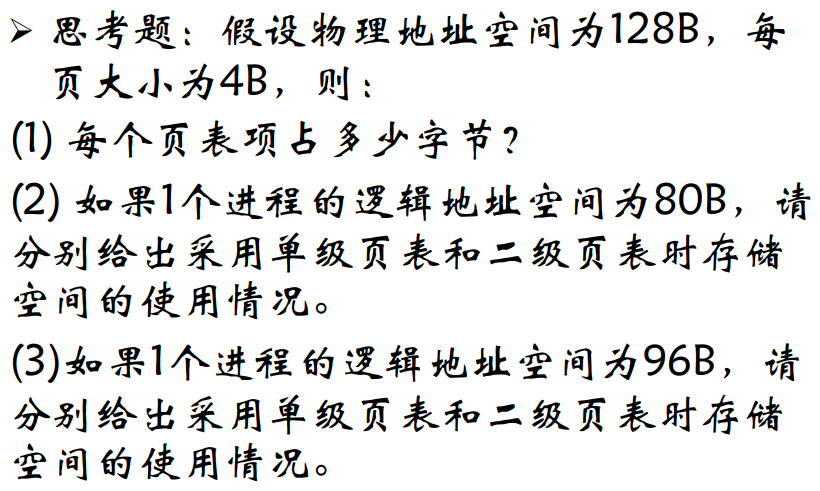 ➢ 思考题：假设物理地址空间为128B，每
页大小为4B，则：
(1) 每个页表项占多少字节？
(2) 如果1个进程的逻辑地址空间为80B，请
分别给出采用单级页表和二级页表时存储
空间的使用情况。
(3)如果1个进程的逻辑地址空间为96B，请
分别给出采用单级页表和二级页表时存储
空间的使用情况。